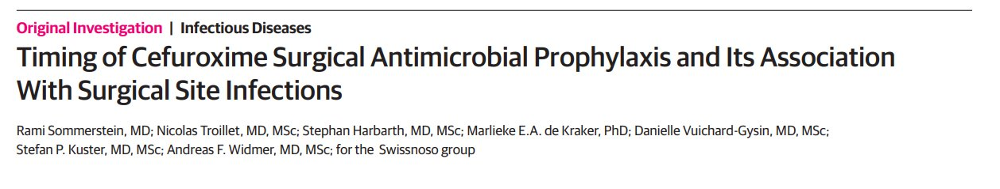 Original Investigation | Infectious Diseases
Timing of Cefuroxime Surgical Antimicrobial Prophylaxis and Its Association
With Surgical Site Infections
Rami Sommerstein, MD; Nicolas Troillet, MD, MSc; Stephan Harbarth, MD, MSc; Marlieke E.A. de Kraker, PhD; Danielle Vuichard-Gysin, MD, MSc;
Stefan P. Kuster, MD, MSc; Andreas F. Widmer, MD, MSc; for the Swissnoso group